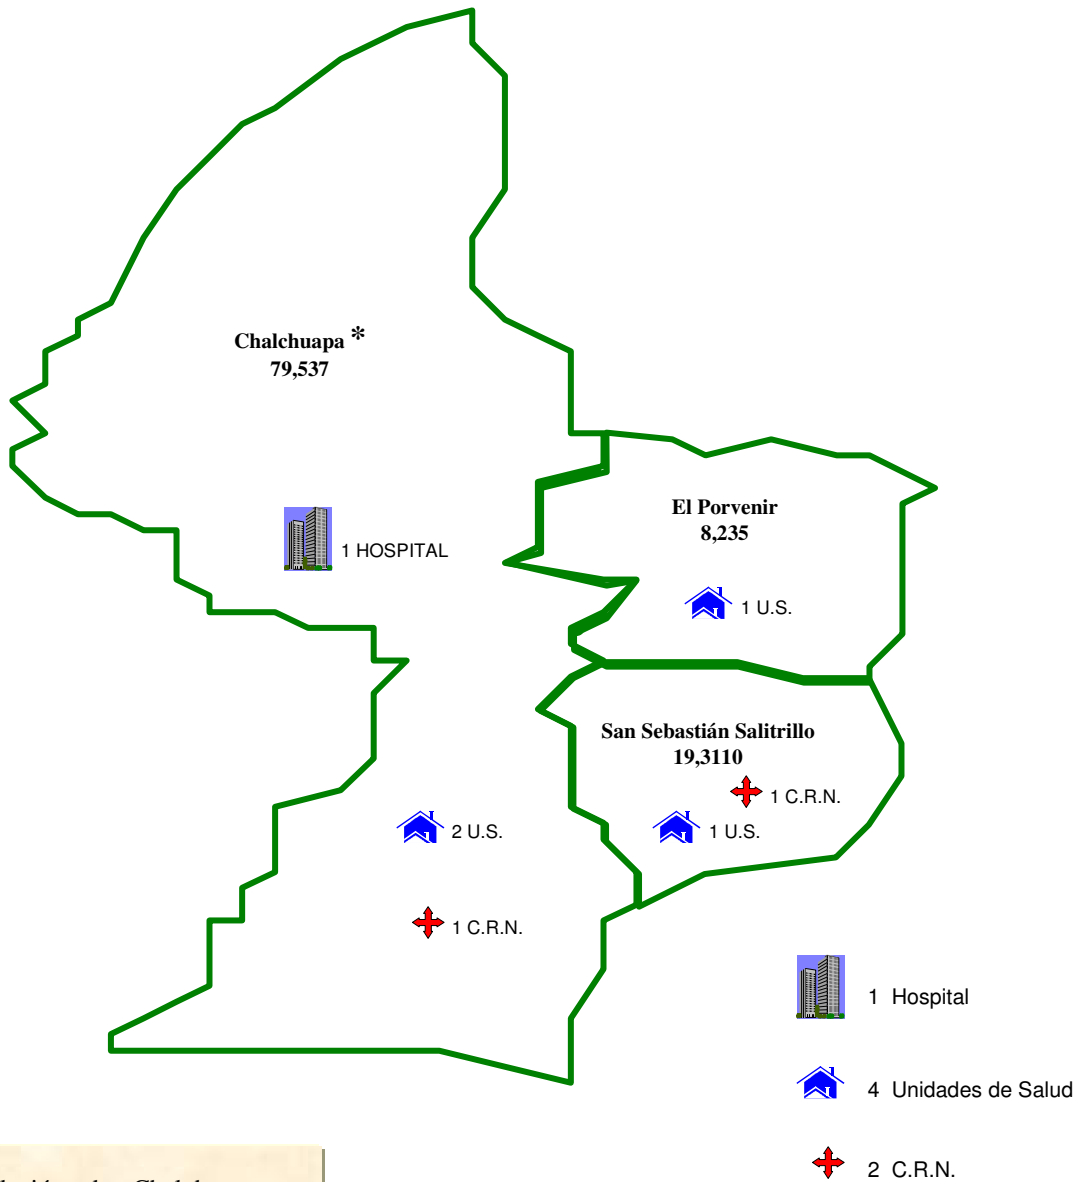 Chalchuapa *
79,537
1 HOSPITAL
El Porvenir
8,235
1 U.S.
San Sebastián Salitrillo
19,3110
1 C.R.N.
1 U.S.
2 U.S.
1 C.R.N.
1 Hospital
4 Unidades de Salud
2 C.R.N.